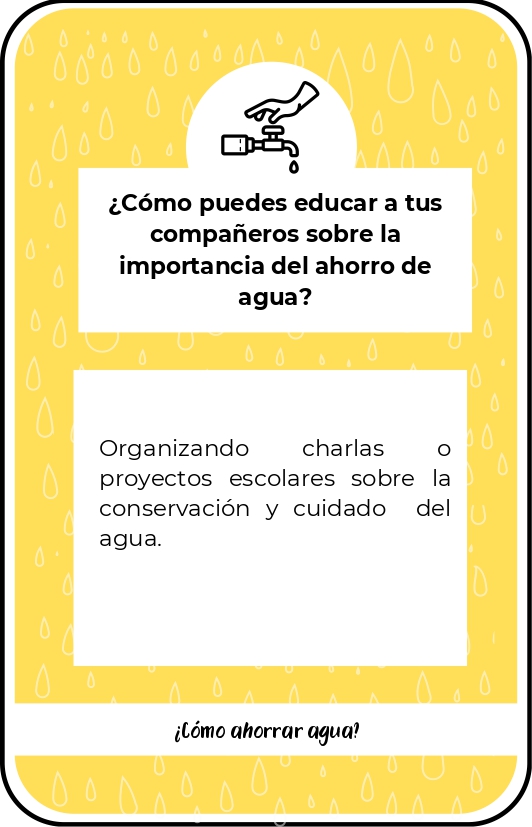 ¿Cómo puedes educar a tus
compañeros sobre la
importancia del ahorro de
agua?
Organizando charlas o
proyectos escolares sobre la
conservación y cuidado del
agua.
¿Cómo ahorrar agua?